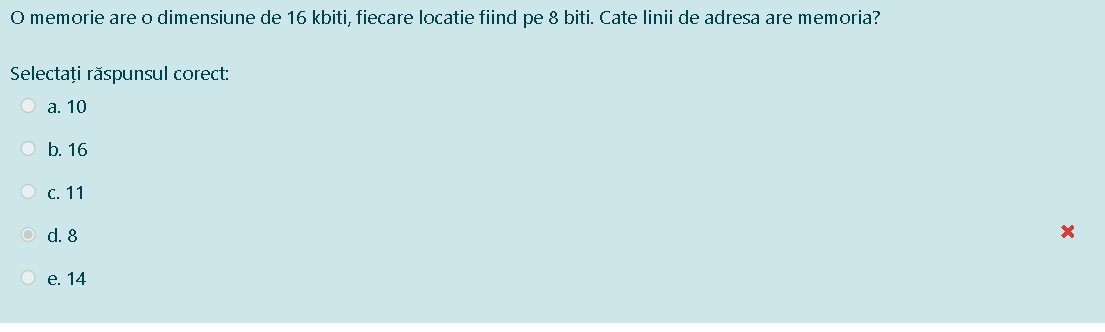 O memorie are o dimensiune de 16 kbiti, fiecare locatie fiind pe 8 biti. Cate linii de adresa are memoria?
Selectați răspunsul corect:
a. 10
b. 16
c. 11
d. 8
e. 14